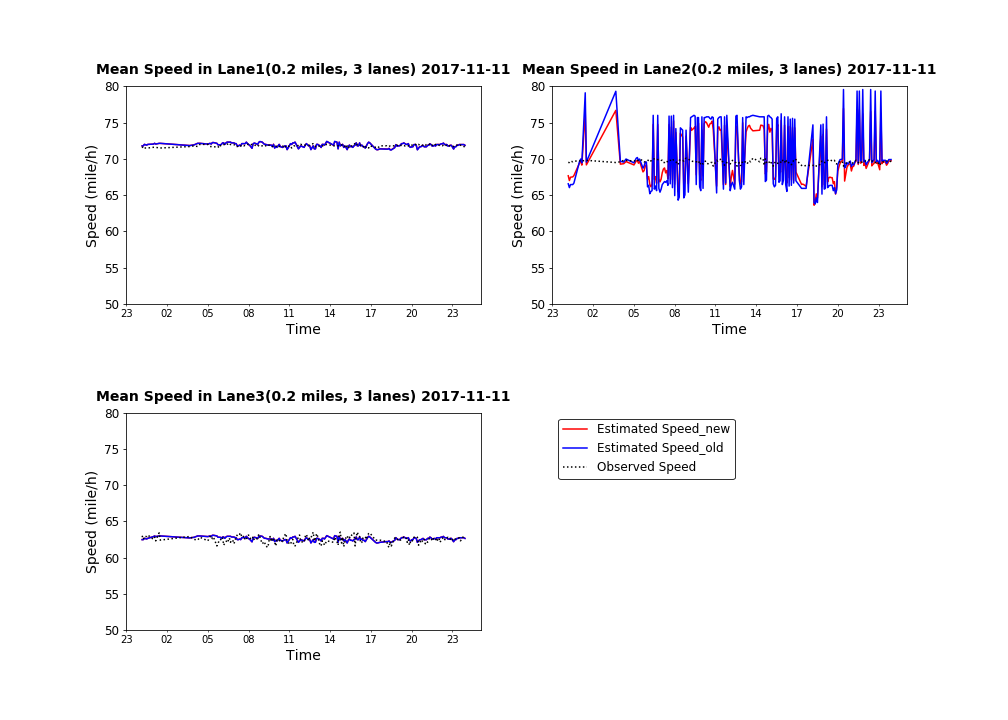 Mean Speed in Lane1(0.2 miles, 3 lanes) 2017-11-11
80
75
70
65
60
55
50
Speed (mile/h)
23 02 05 08 11 14 17 20 23
Time
Mean Speed in Lane2(0.2 miles, 3 lanes) 2017-11-11
80
75
70
65
60
55
50
Speed (mile/h)
23 02 05 08 11 14 17 20 23
Time
Mean Speed in Lane3(0.2 miles, 3 lanes) 2017-11-11
80
75
70
65
60
55
50
Speed (mile/h)
23 02 05 08 11 14 17 20 23
Time
Estimated Speed_new
Estimated Speed_old
Observed Speed